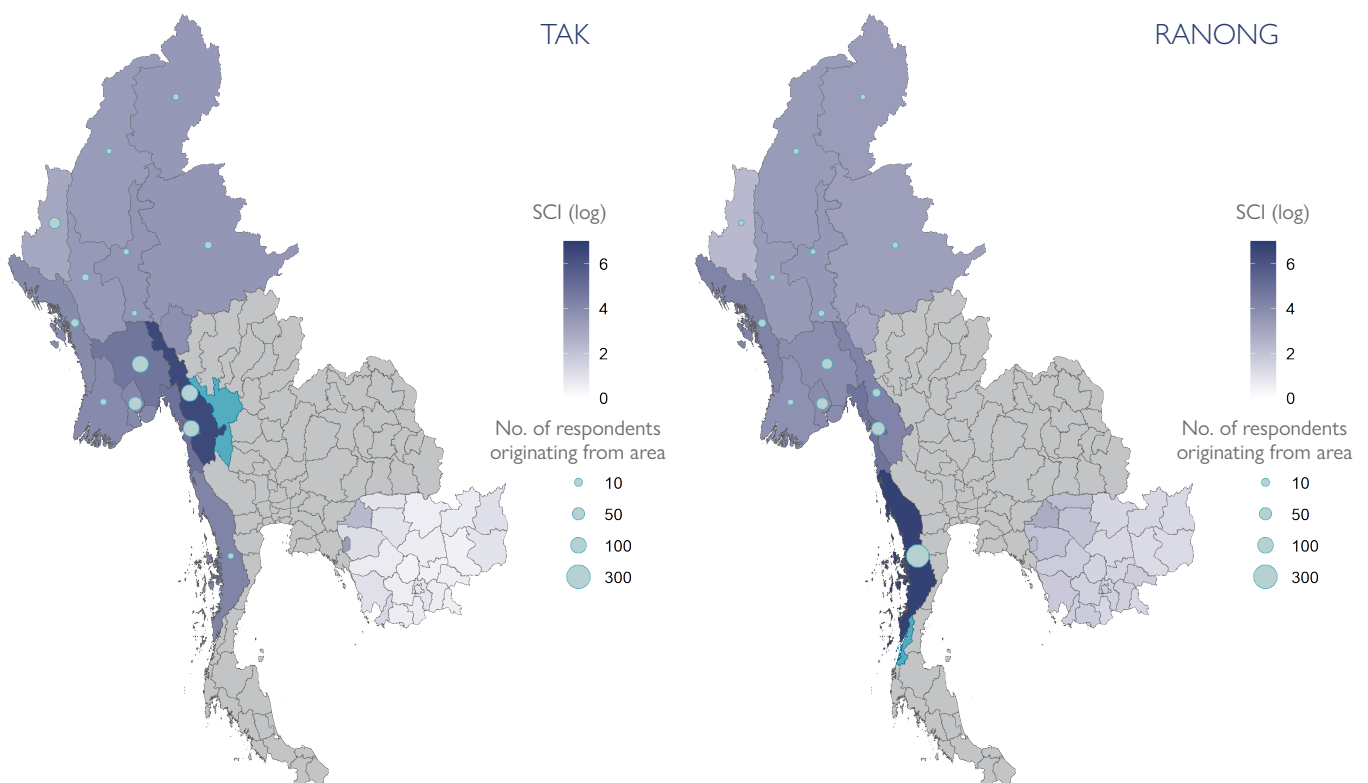 TAK
SCI (log)
6
4
2
0
No. of respondents
originating from area
10
50
100
300
RANONG
SCI (log)
6
4
2
0
No. of respondents
originating from area
10
50
100
300